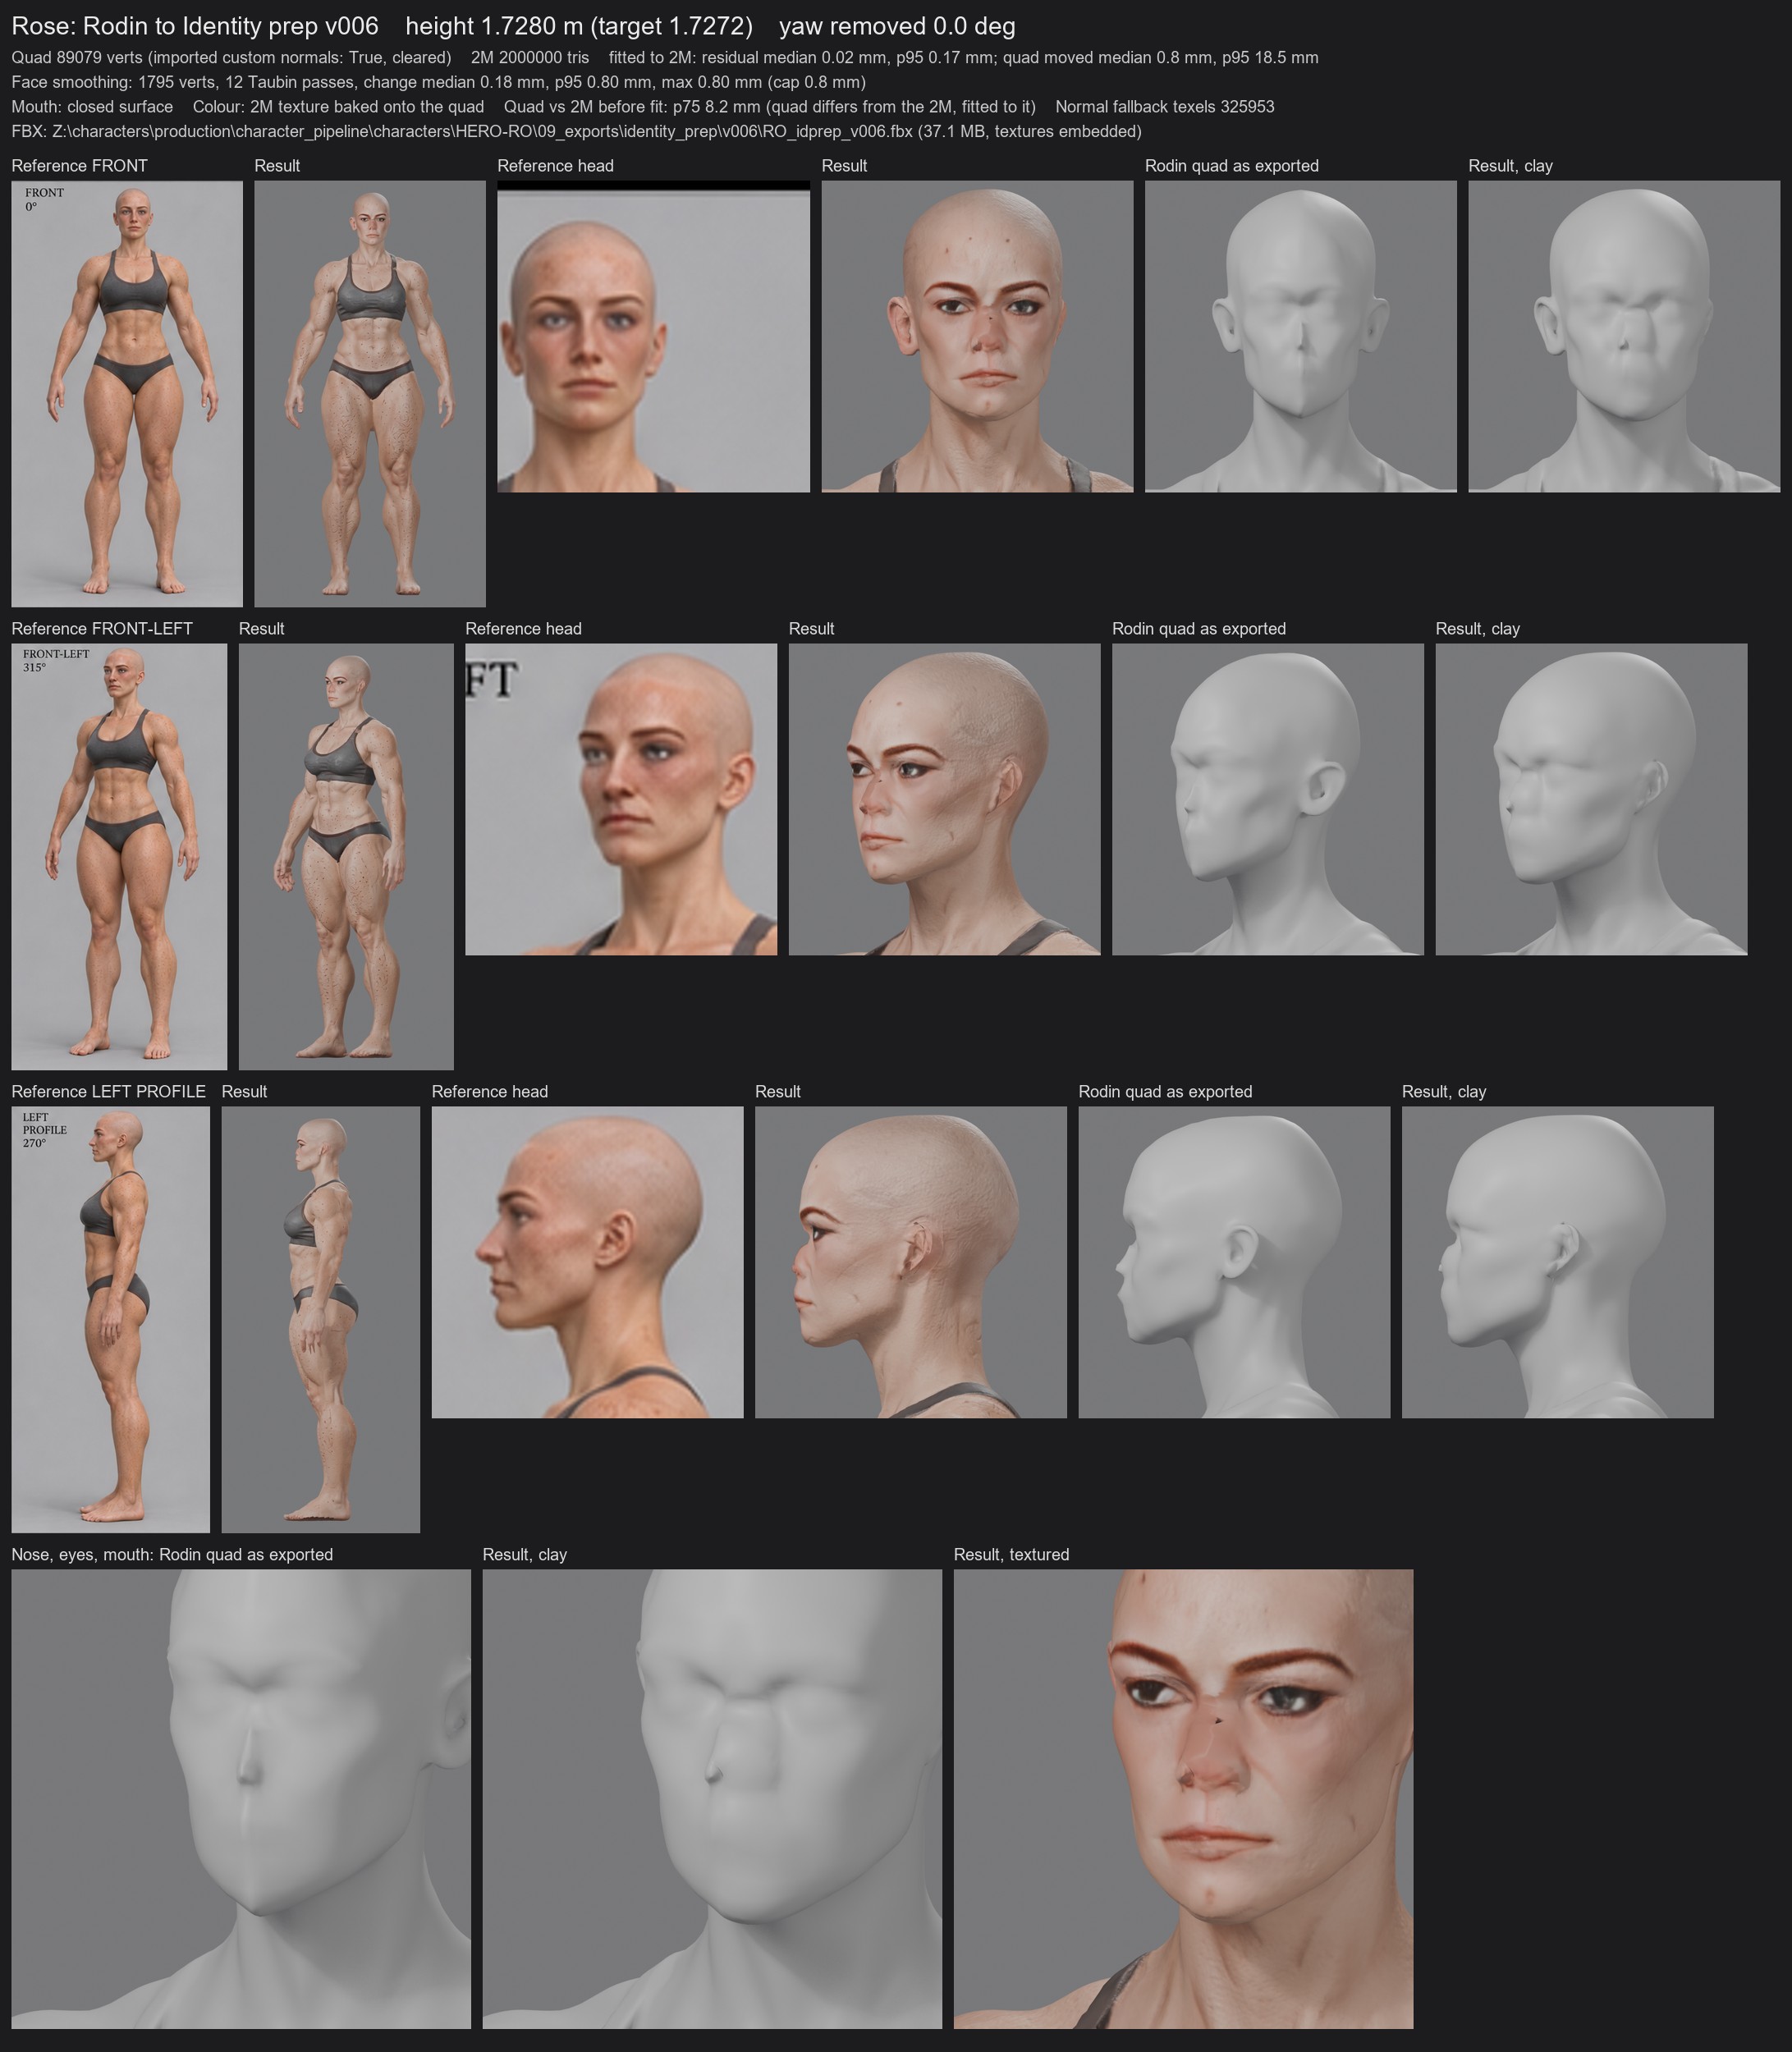 Rose: Rodin to Identity prep v006    height 1.7280 m (target 1.7272)    yaw removed 0.0 deg
Quad 89079 verts (imported custom normals: True, cleared)    2M 2000000 tris    fitted to 2M: residual median 0.02 mm, p95 0.17 mm; quad moved median 0.8 mm, p95 18.5 mm
Face smoothing: 1795 verts, 12 Taubin passes, change median 0.18 mm, p95 0.80 mm, max 0.80 mm (cap 0.8 mm)
Mouth: closed surface    Colour: 2M texture baked onto the quad    Quad vs 2M before fit: p75 8.2 mm (quad differs from the 2M, fitted to it)    Normal fallback texels 325953
FBX: Z:\characters\production\character_pipeline\characters\HERO-RO\09_exports\identity_prep\v006\RO_idprep_v006.fbx (37.1 MB, textures embedded)
Reference FRONT    Result    Reference head    Result    Rodin quad as exported    Result, clay
FRONT
0°
Reference FRONT-LEFT    Result    Reference head    Result    Rodin quad as exported    Result, clay
FRONT-LEFT
315°
FT
Reference LEFT PROFILE    Result    Reference head    Result    Rodin quad as exported    Result, clay
LEFT
PROFILE
270°
Nose, eyes, mouth: Rodin quad as exported    Result, clay    Result, textured